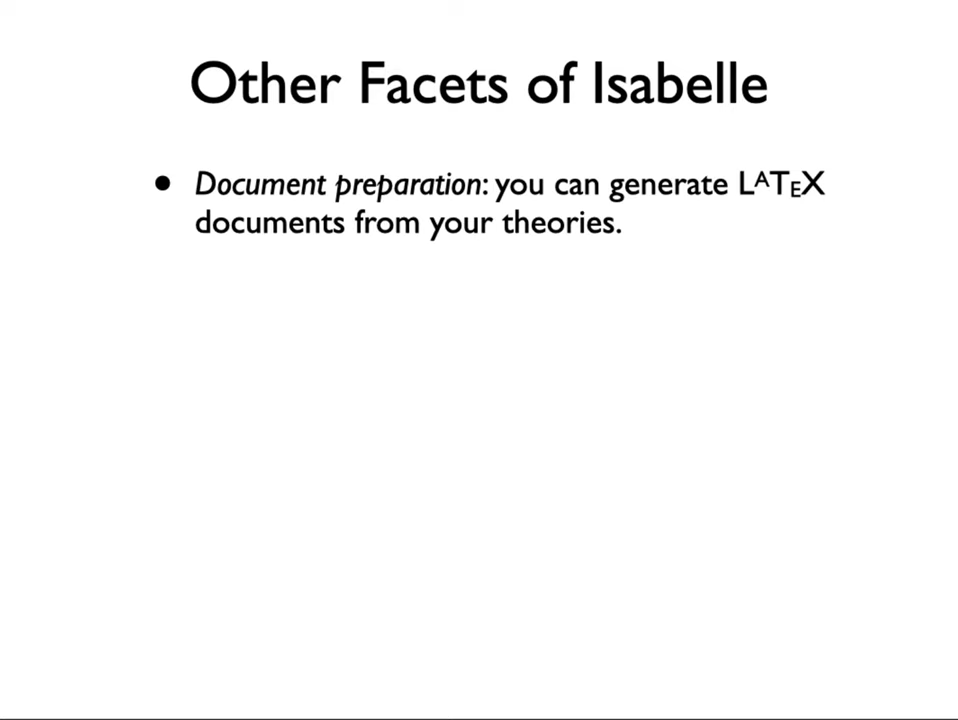 Other Facets of Isabelle
• Document preparation: you can generate LATEX
documents from your theories.